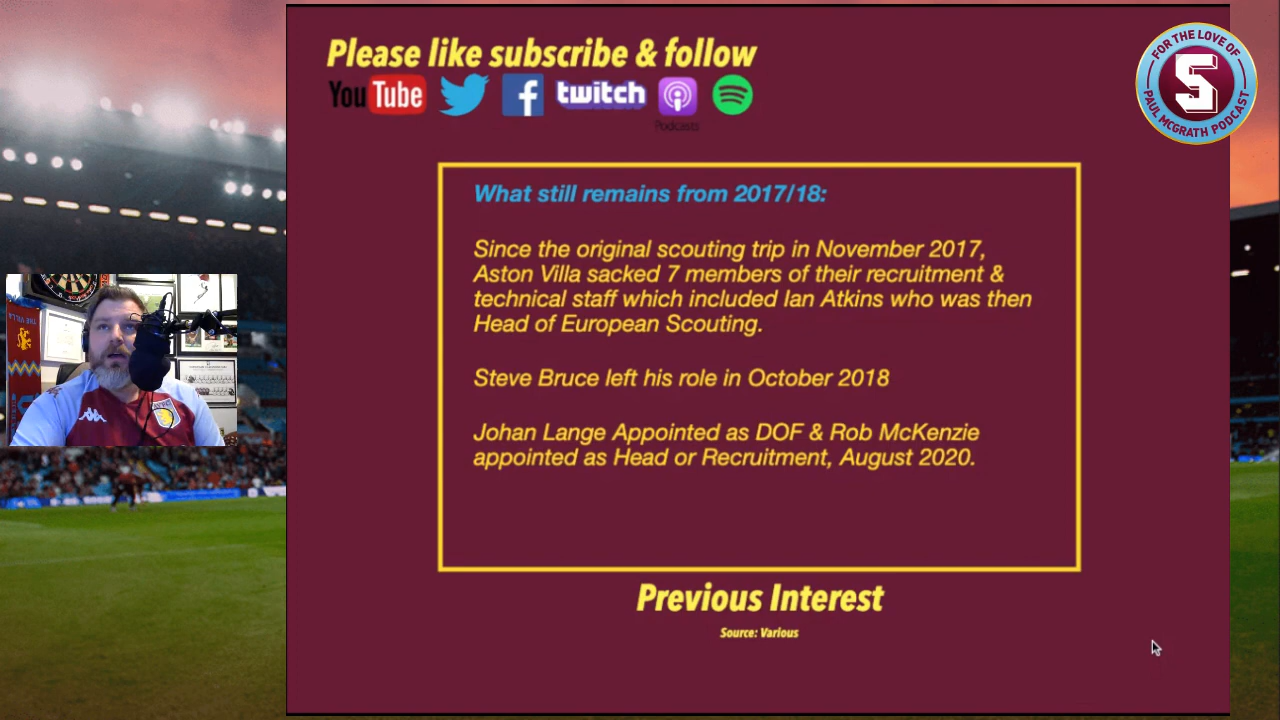 Please like subscribe & follow
YouTube
twitch
Podcasts
FOR THE LOVE OF
PAUL MCGRATH PODCAST
5
What still remains from 2017/18:
Since the original scouting trip in November 2017,
Aston Villa sacked 7 members of their recruitment &
technical staff which included Ian Atkins who was then
Head of European Scouting.
Steve Bruce left his role in October 2018
Johan Lange Appointed as DOF & Rob McKenzie
appointed as Head or Recruitment, August 2020.
Previous Interest
Source: Various